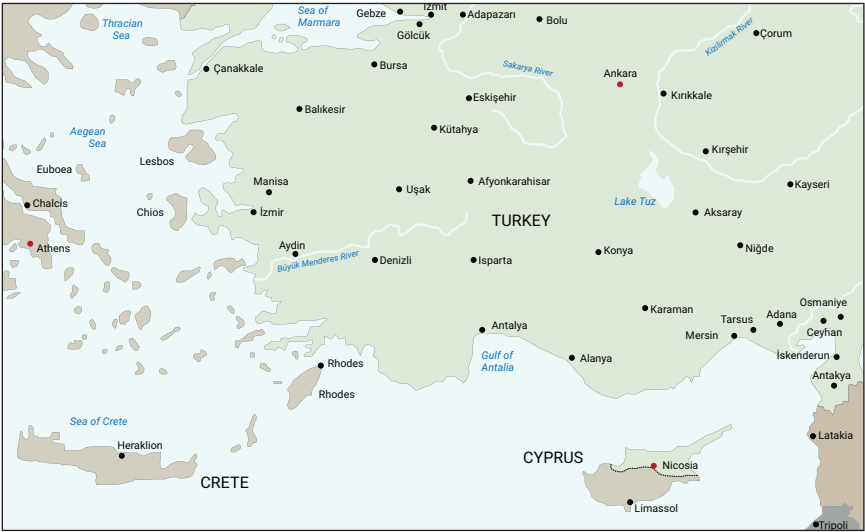 Sea of
Marmara
Gebze
İzmit
Adapazarı
Bolu
Gölcük
Thracian
Sea
Kizilirmak River
Çorum
Çanakkale
Bursa
Sakarya River
Ankara
Eskişehir
Kırıkkale
Balıkesir
Kütahya
Aegean
Sea
Kırşehir
Lesbos
Euboea
Manisa
Uşak
Afyonkarahisar
Kayseri
Chalcis
Chios
İzmir
Lake Tuz
Aksaray
TURKEY
Athens
Aydin
Büyük Menderes River
Denizli
Isparta
Konya
Niğde
Karaman
Osmaniye
Tarsus
Adana
Ceyhan
Mersin
Antalya
Gulf of
Antalia
Alanya
İskenderun
Antakya
Rhodes
Rhodes
Sea of Crete
Heraklion
CRETE
CYPRUS
Nicosia
Limassol
Latakia
Tripoli